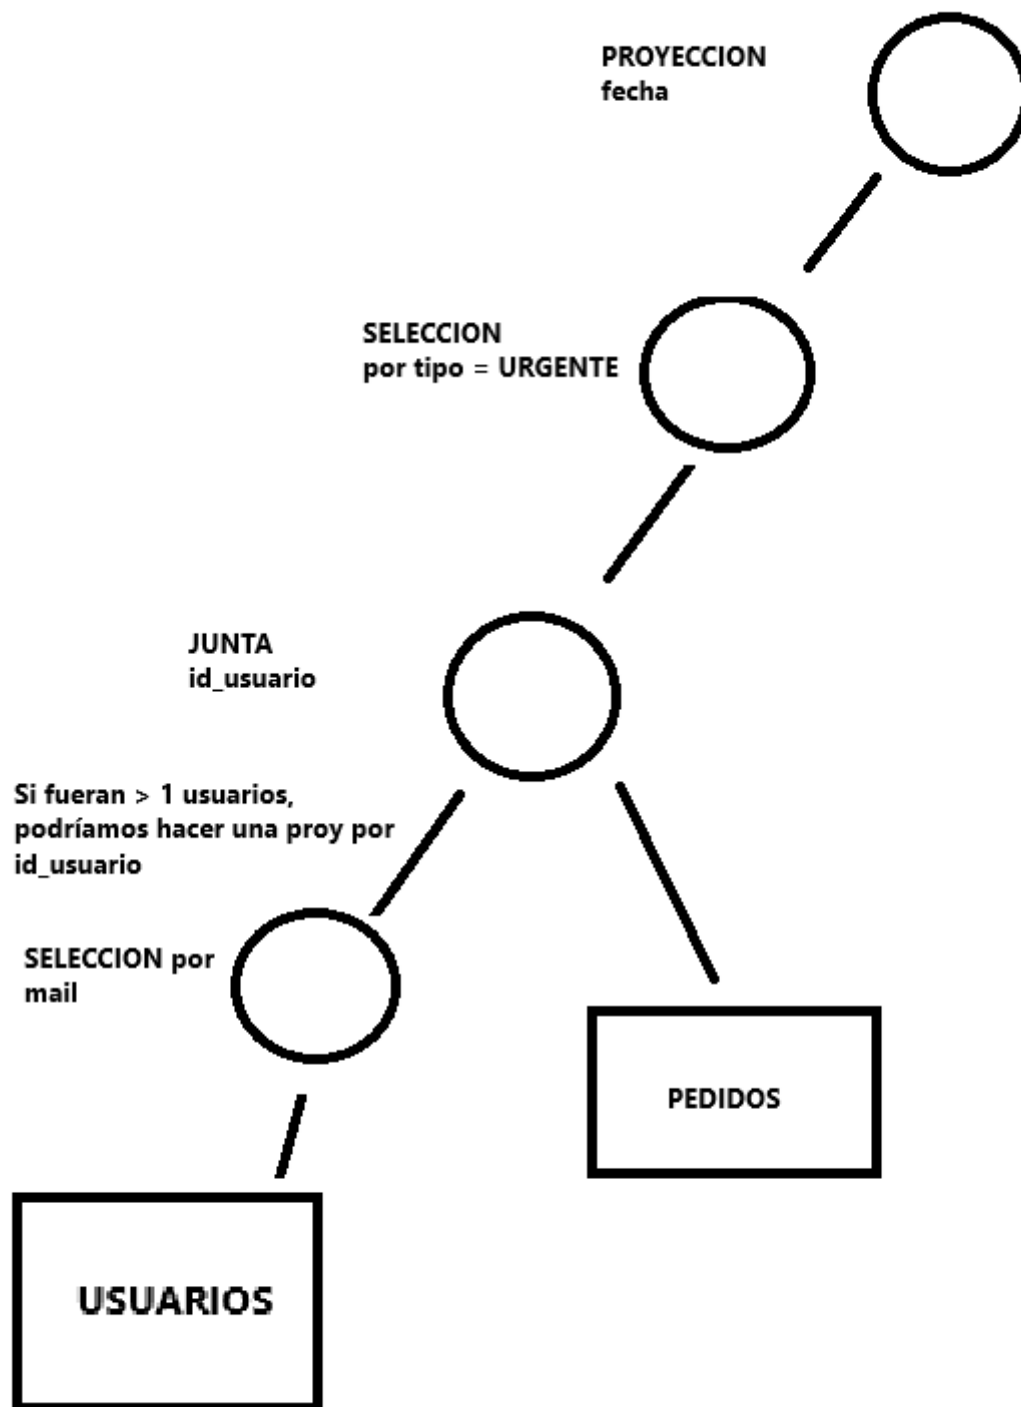 PROYECCION
fecha
SELECCION
por tipo = URGENTE
JUNTA
id_usuario
Si fueran > 1 usuarios,
podríamos hacer una proy por
id_usuario
SELECCION por
mail
PEDIDOS
USUARIOS